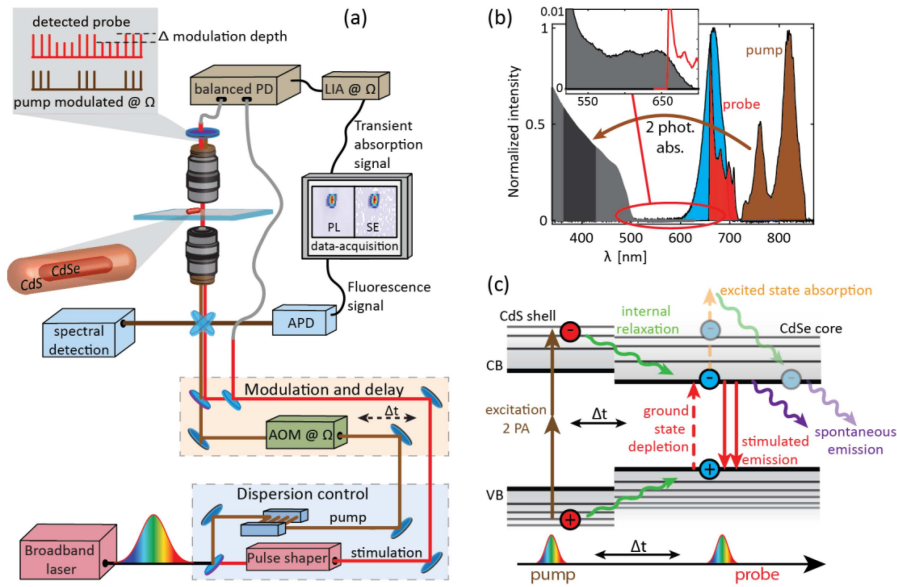 (a)
detected probe
Δ modulation depth
pump modulated @ Ω
balanced PD
LIA @ Ω
Transient
absorption
signal
PL
SE
data-acquisition
CdSe
CdS
Fluorescence
signal
spectral
detection
APD
Modulation and delay
Δt
AOM @ Ω
Dispersion control
pump
Broadband
laser
Pulse shaper
stimulation
(b)
0.01
0
550
650
pump
probe
2 phot.
abs.
Normalized intensity
1
0.5
0
400
500
600
700
800
λ [nm]
(c)
excited state absorption
CdS shell
internal
relaxation
CdSe core
CB
excitation
2 PA
Δt
ground
state
depletion
stimulated
emission
spontaneous
emission
VB
Δt
pump
probe